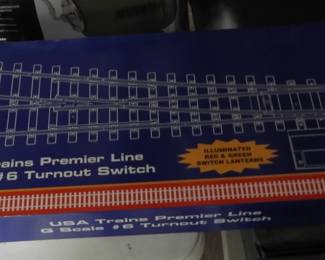 rains Premier Line
#6 Turnout Switch
ILLUMINATED
RED & GREEN
SWITCH LANTERNS
USA Trains Premier Line
G Scale #6 Turnout Switch